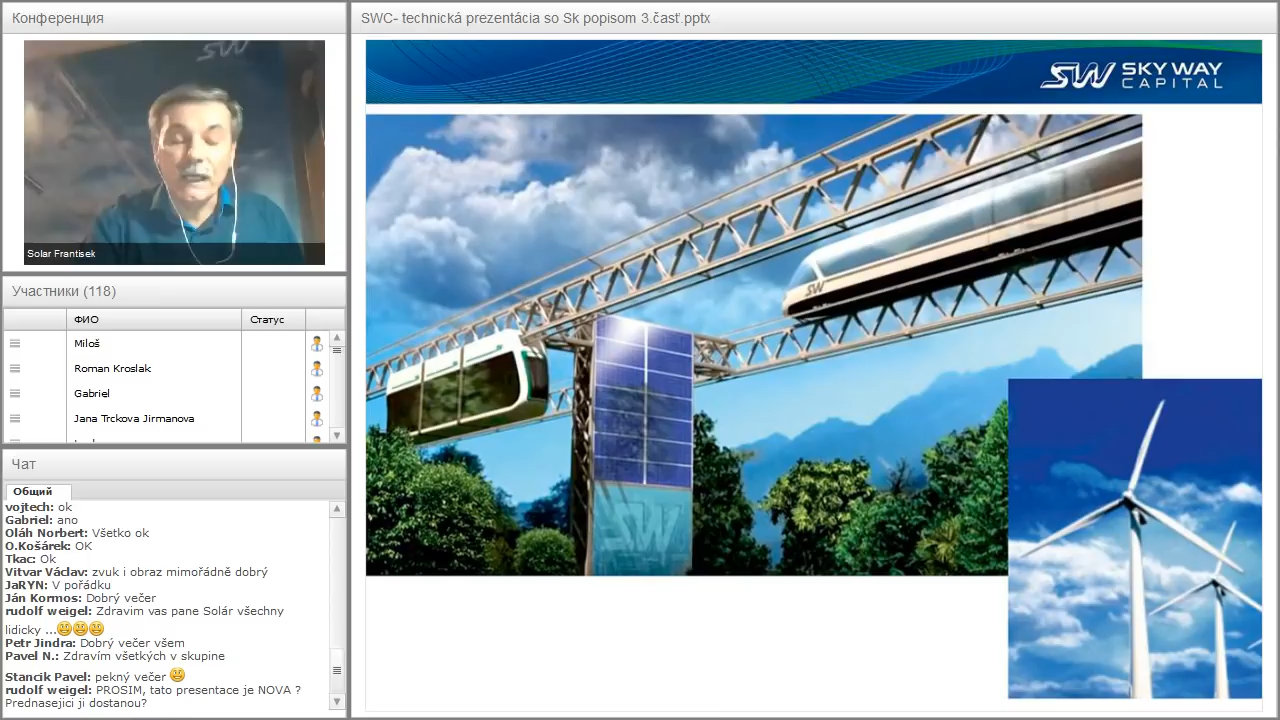 Конференция
SW
Solar Frantisek
Участники (118)
ФИО
Статус
Miloš
Roman Kroslak
Gabriel
Jana Trckova Jirmanova
Чат
Общий
vojtech: ok
Gabriel: ano
Oláh Norbert: Všetko ok
O.Košárek: OK
Tkac: Ok
Vítvar Václav: zvuk i obraz mimořádně dobrý
JaRYN: V pořádku
Ján Kormos: Dobrý večer
rudolf weigel: Zdravim vas pane Solár všechny
lidicky ...
Petr Jindra: Dobrý večer všem
Pavel N.: Zdravím všetkých v skupine
Stancik Pavel: pekný večer
rudolf weigel: PROSIM, tato presentace je NOVA ?
Prednasejici ji dostanou?
SWC- technická prezentácia so Sk popisom 3.časť.pptx
SW SKY WAY
CAPITAL
SW
SW